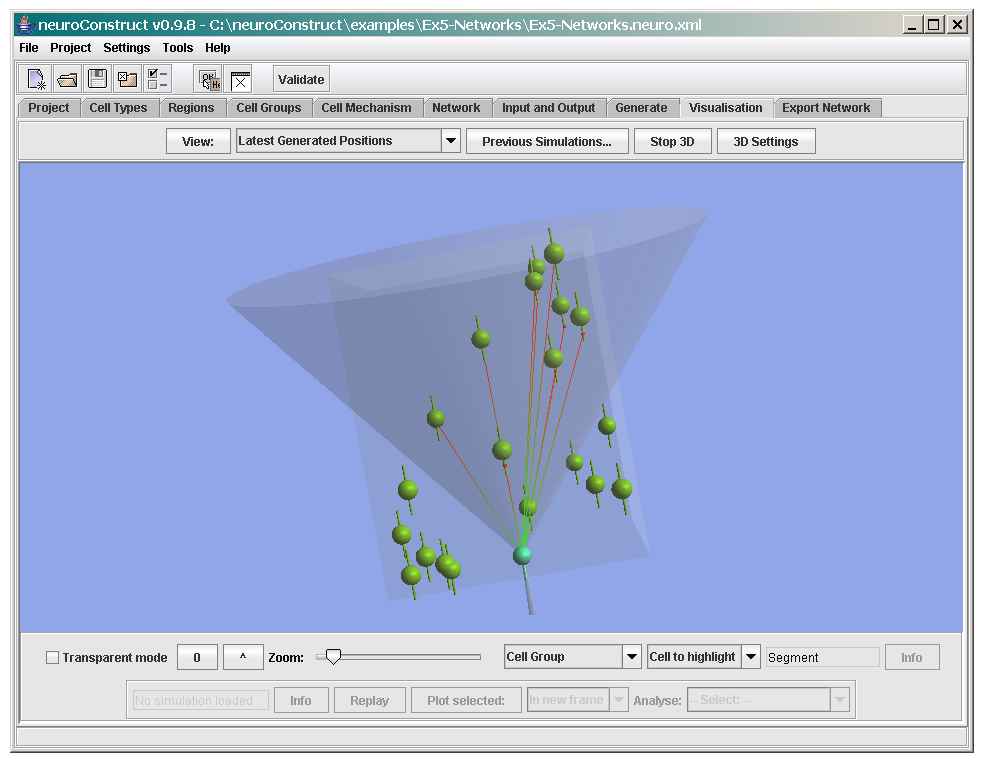 neuroConstruct v0.9.8 - C:\neuroConstruct\examples\Ex5-Networks\Ex5-Networks.neuro.xml
File Project Settings Tools Help
Validate
Project Cell Types Regions Cell Groups Cell Mechanism Network Input and Output Generate Visualisation Export Network
View: Latest Generated Positions Previous Simulations... Stop 3D 3D Settings
Transparent mode 0 ^ Zoom: Cell Group Cell to highlight Segment Info
No simulation loaded Info Replay Plot selected: In new frame Analyse: -- Select: --